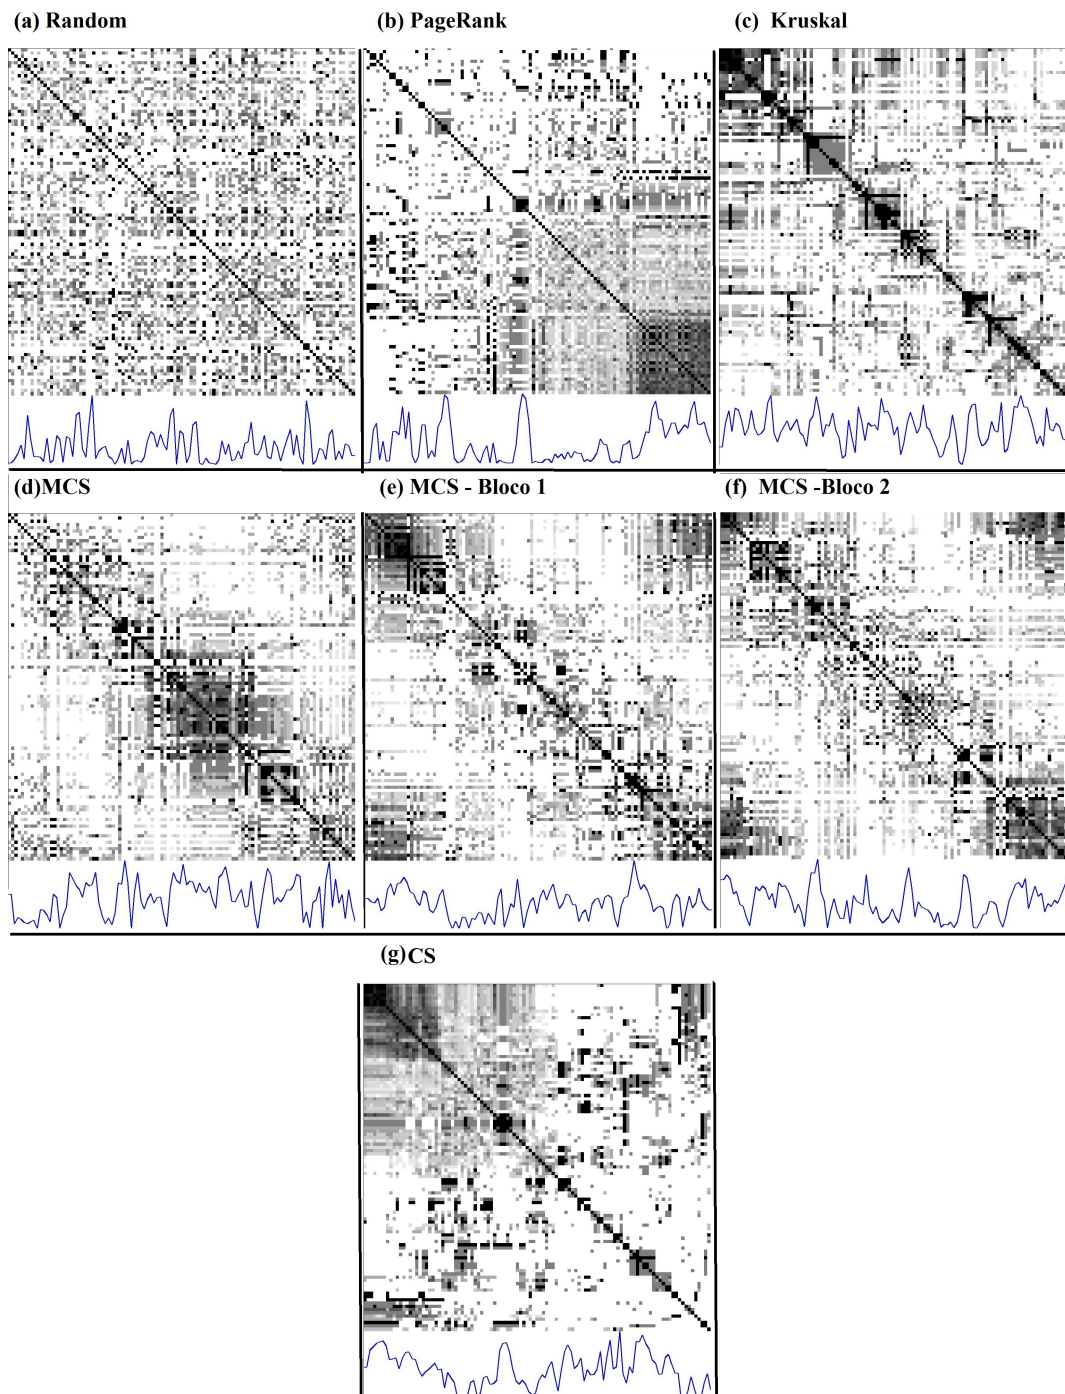 (a) Random
(b) PageRank
(c) Kruskal
(d)MCS
(e) MCS - Bloco 1
(f) MCS -Bloco 2
(g) CS